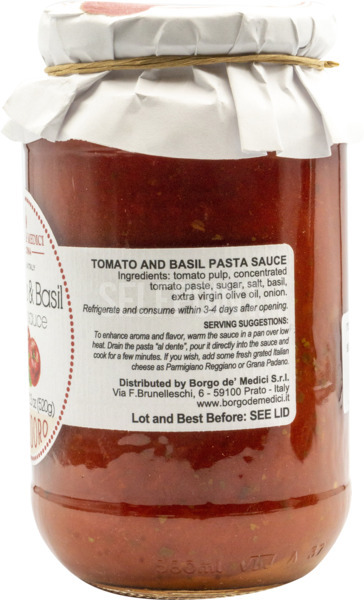 MEDICI
& Basil
sauce
(520g)
ORO
TOMATO AND BASIL PASTA SAUCE
Ingredients: tomato pulp, concentrated
tomato paste, sugar, salt, basil,
extra virgin olive oil, onion.
Refrigerate and consume within 3-4 days after opening.
SERVING SUGGESTIONS:
To enhance aroma and flavor, warm the sauce in a pan over low
heat. Drain the pasta "al dente", pour it directly into the sauce and
cook for a few minutes. If you wish, add some fresh grated Italian
cheese as Parmigiano Reggiano or Grana Padano.
Distributed by Borgo de' Medici S.r.l.
Via F.Brunelleschi, 6 - 59100 Prato - Italy
www.borgodemedici.it
Lot and Best Before: SEE LID